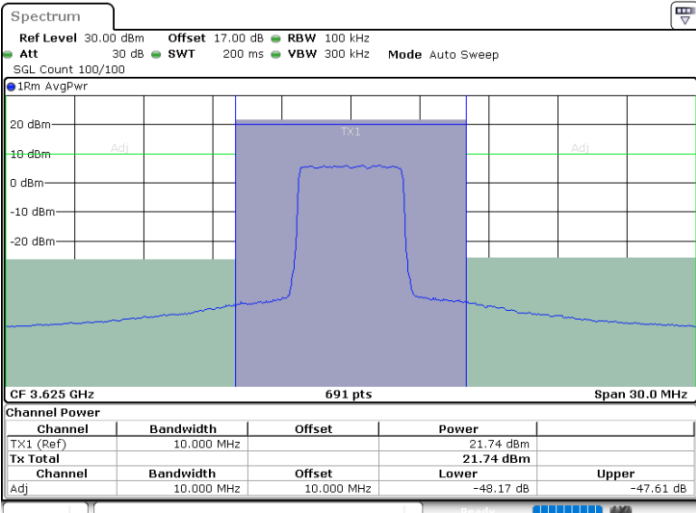 Spectrum
Ref Level 30.00 dBm Offset 17.00 dB RBW 100 kHz
Att 30 dB SWT 200 ms VBW 300 kHz Mode Auto Sweep
SGL Count 100/100
1Rm AvgPwr
20 dBm
TX1
Adj Adj
10 dBm
0 dBm
-10 dBm
-20 dBm
CF 3.625 GHz 691 pts Span 30.0 MHz
Channel Power
Channel Bandwidth Offset Power
TX1 (Ref) 10.000 MHz 21.74 dBm
Tx Total 21.74 dBm
Channel Bandwidth Offset Lower Upper
Adj 10.000 MHz 10.000 MHz -48.17 dB -47.61 dB
Ready